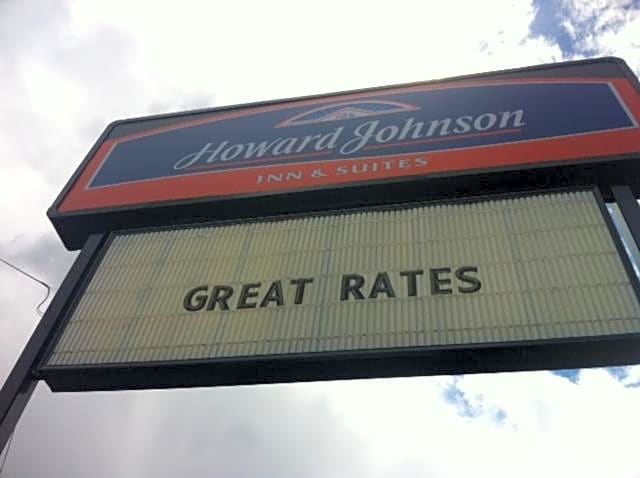 Howard Johnson
INN & SUITES
GREAT RATES